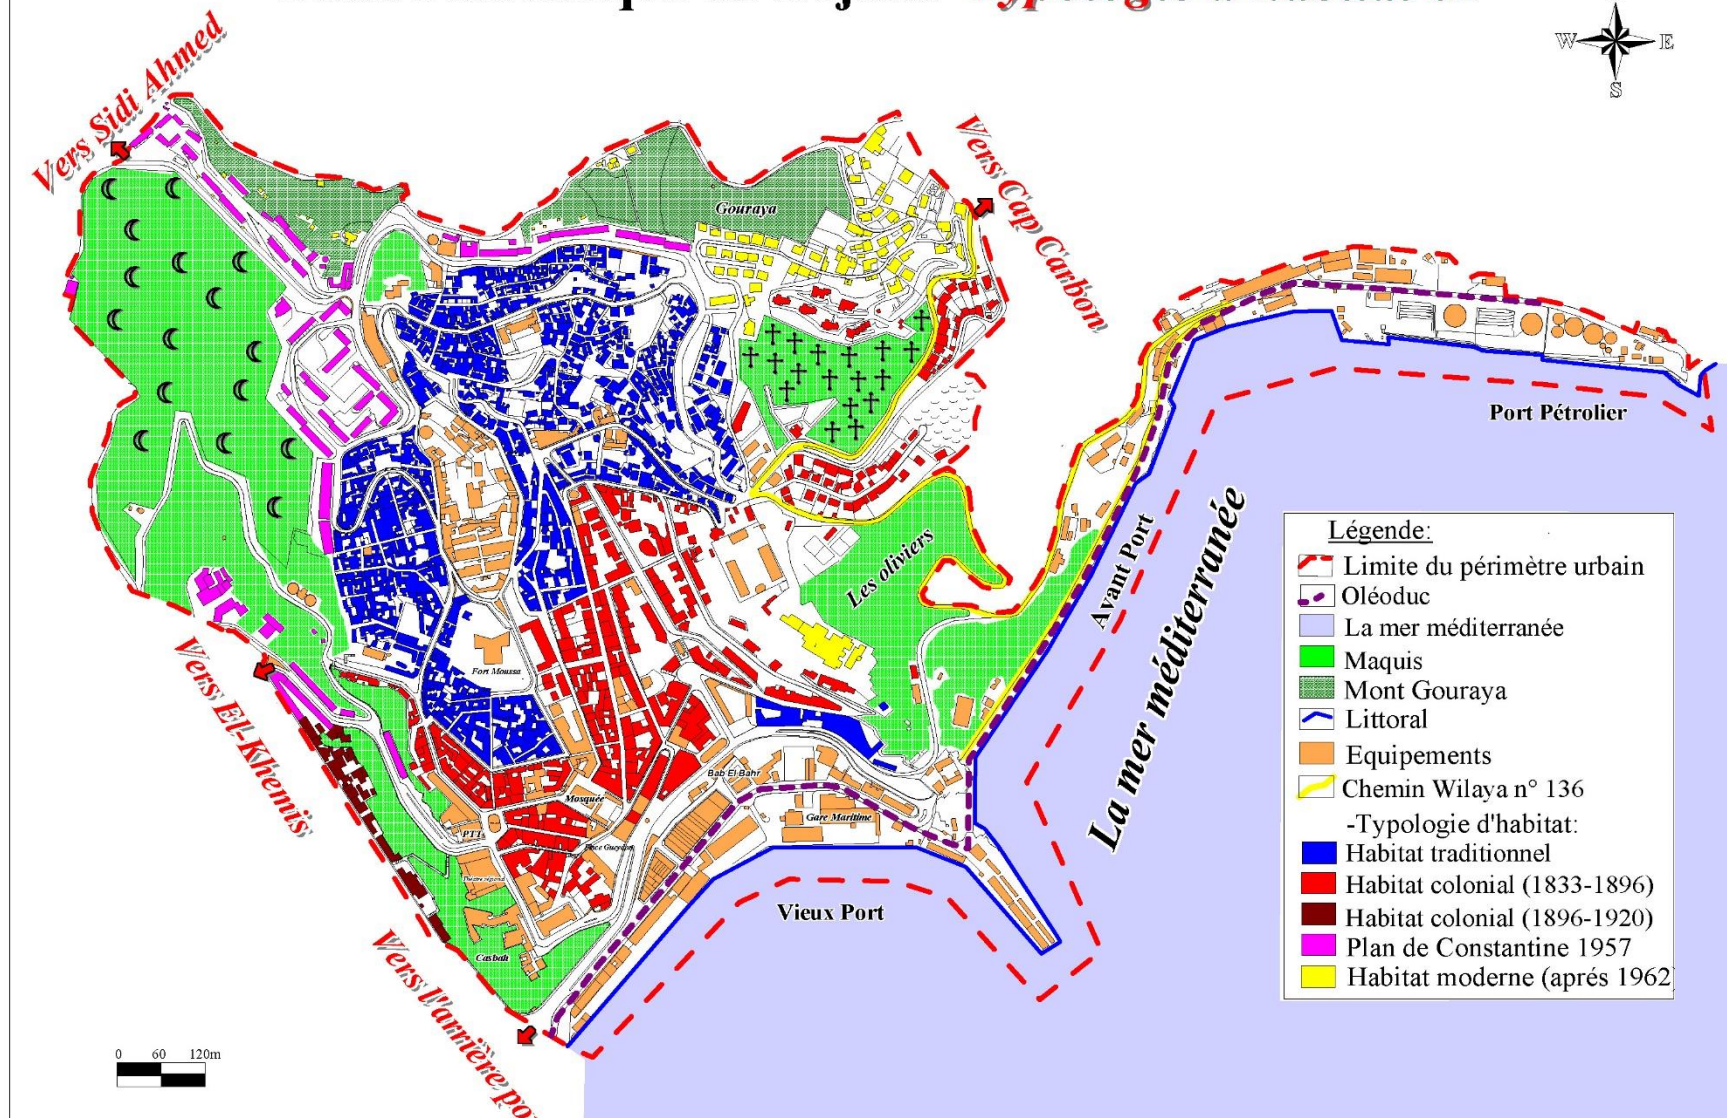 W E
S
Vers Sidi Ahmed
Vers Cap Carbon
Gouraya
Port Pétrolier
Les oliviers
Avant Port
La mer méditerranée
Fort Moussa
Vers El Khemis
Bab El Bahr
Mosquée
Gare Maritime
PTT
Vieux Port
Casbah
Vers l'arrière
0 60 120m
Légende:
Limite du périmètre urbain
Oléoduc
La mer méditerranée
Maquis
Mont Gouraya
Littoral
Equipements
Chemin Wilaya n° 136
-Typologie d'habitat:
Habitat traditionnel
Habitat colonial (1833-1896)
Habitat colonial (1896-1920)
Plan de Constantine 1957
Habitat moderne (aprés 1962